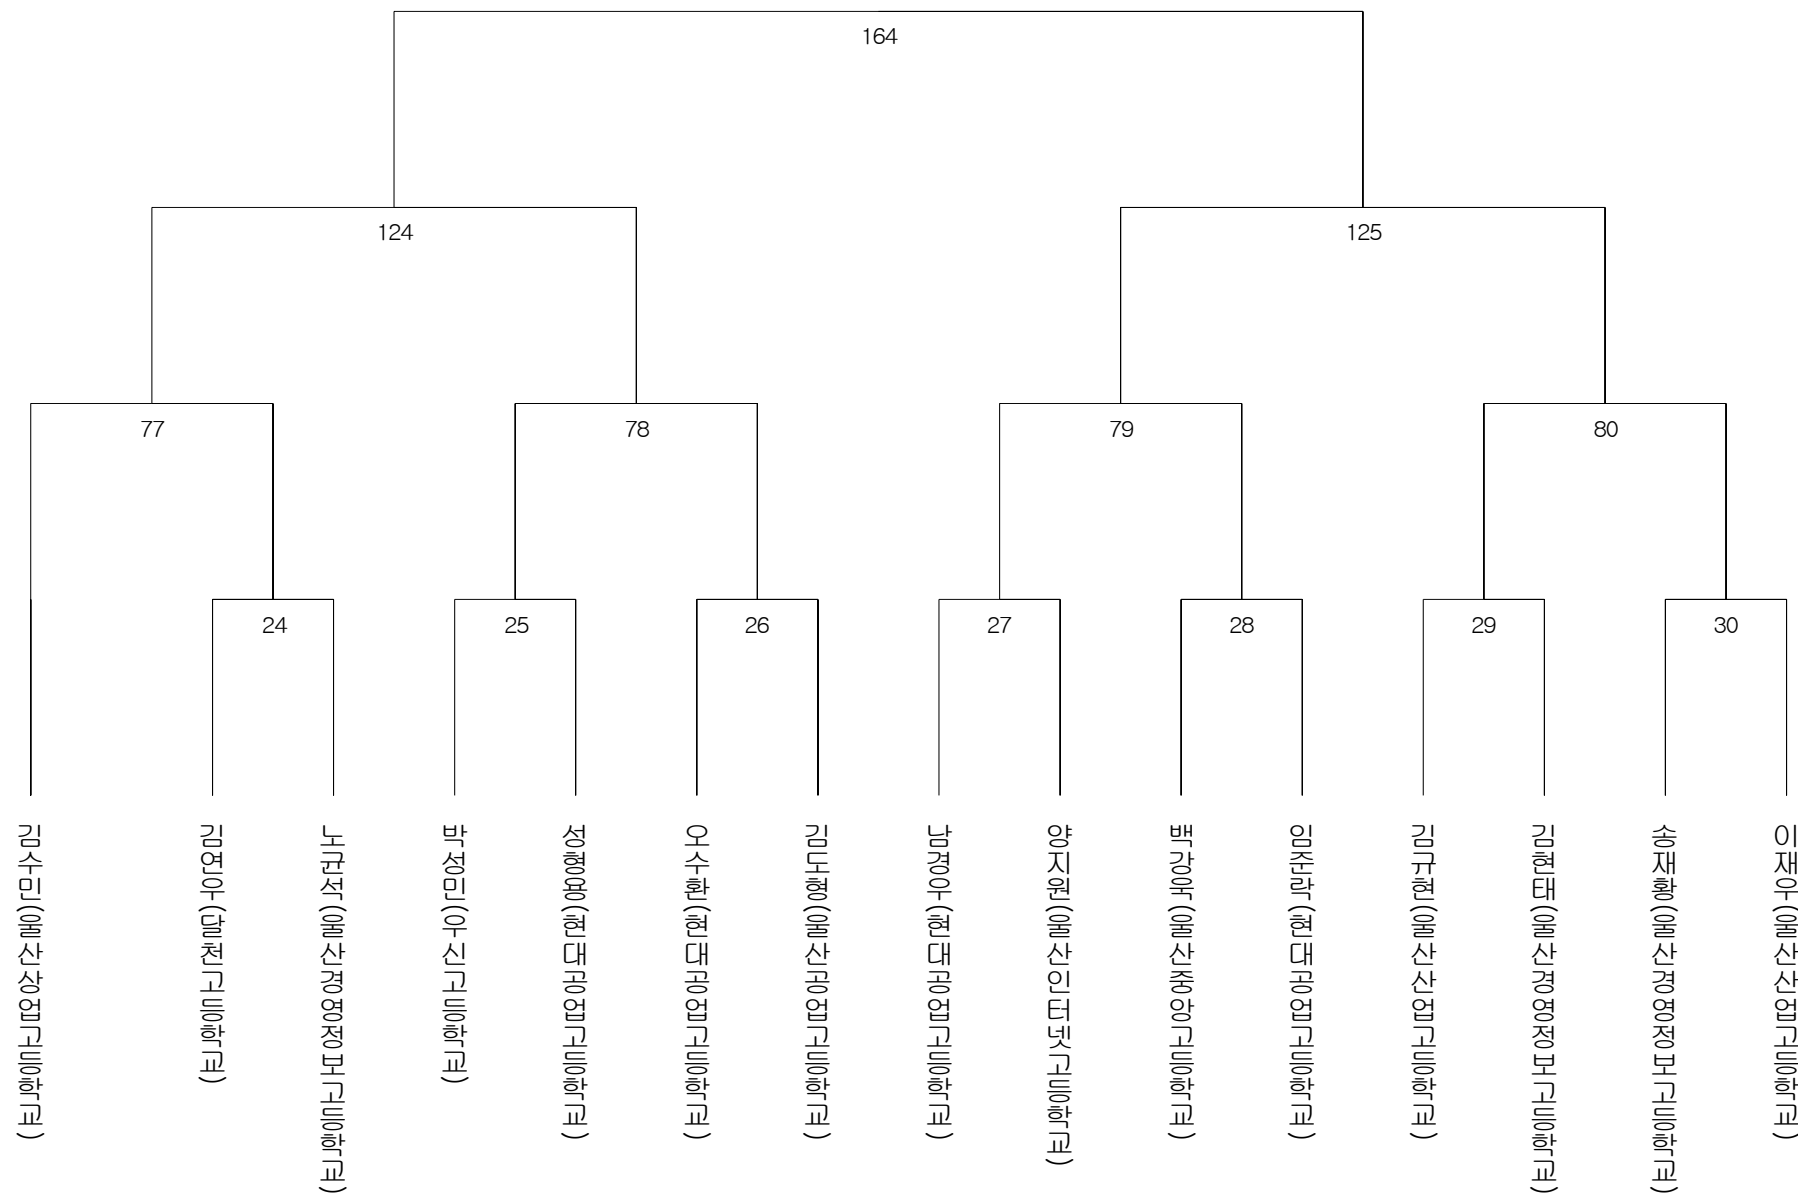 164
124
125
77
78
79
80
24
25
26
27
28
29
30
김수민(울산상업고등학교)
김연우(달천고등학교)
노균석(울산경영정보고등학교)
박성민(우신고등학교)
성형용(현대공업고등학교)
오수환(현대공업고등학교)
김도형(울산공업고등학교)
남경우(현대공업고등학교)
양지원(울산인터넷고등학교)
백강욱(울산중앙고등학교)
임준락(현대공업고등학교)
김규현(울산산업고등학교)
김현태(울산경영정보고등학교)
송재황(울산경영정보고등학교)
이재우(울산산업고등학교)